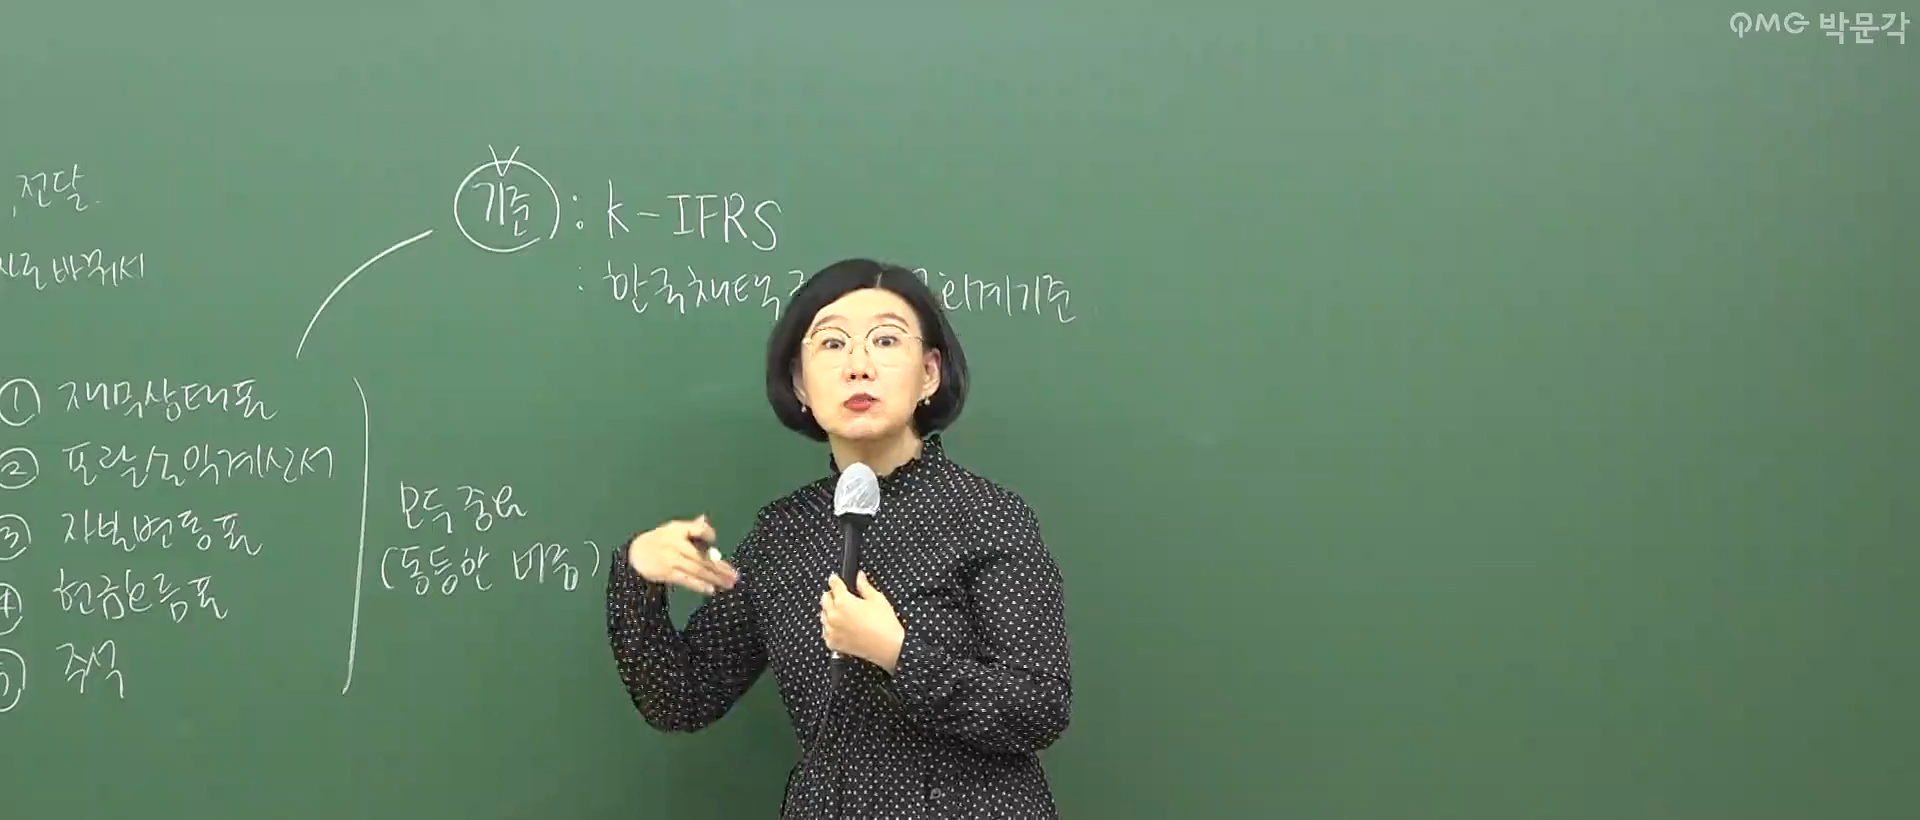 PMG 박문각
,전달.
로 바꿔서
기준 : k-IFRS
: 한국채택 회계기준
① 재무상태표
② 포괄손익계산서
③ 자본변동표
④ 현금흐름표
⑤ 주석
모두 중요
(동등한 비중)